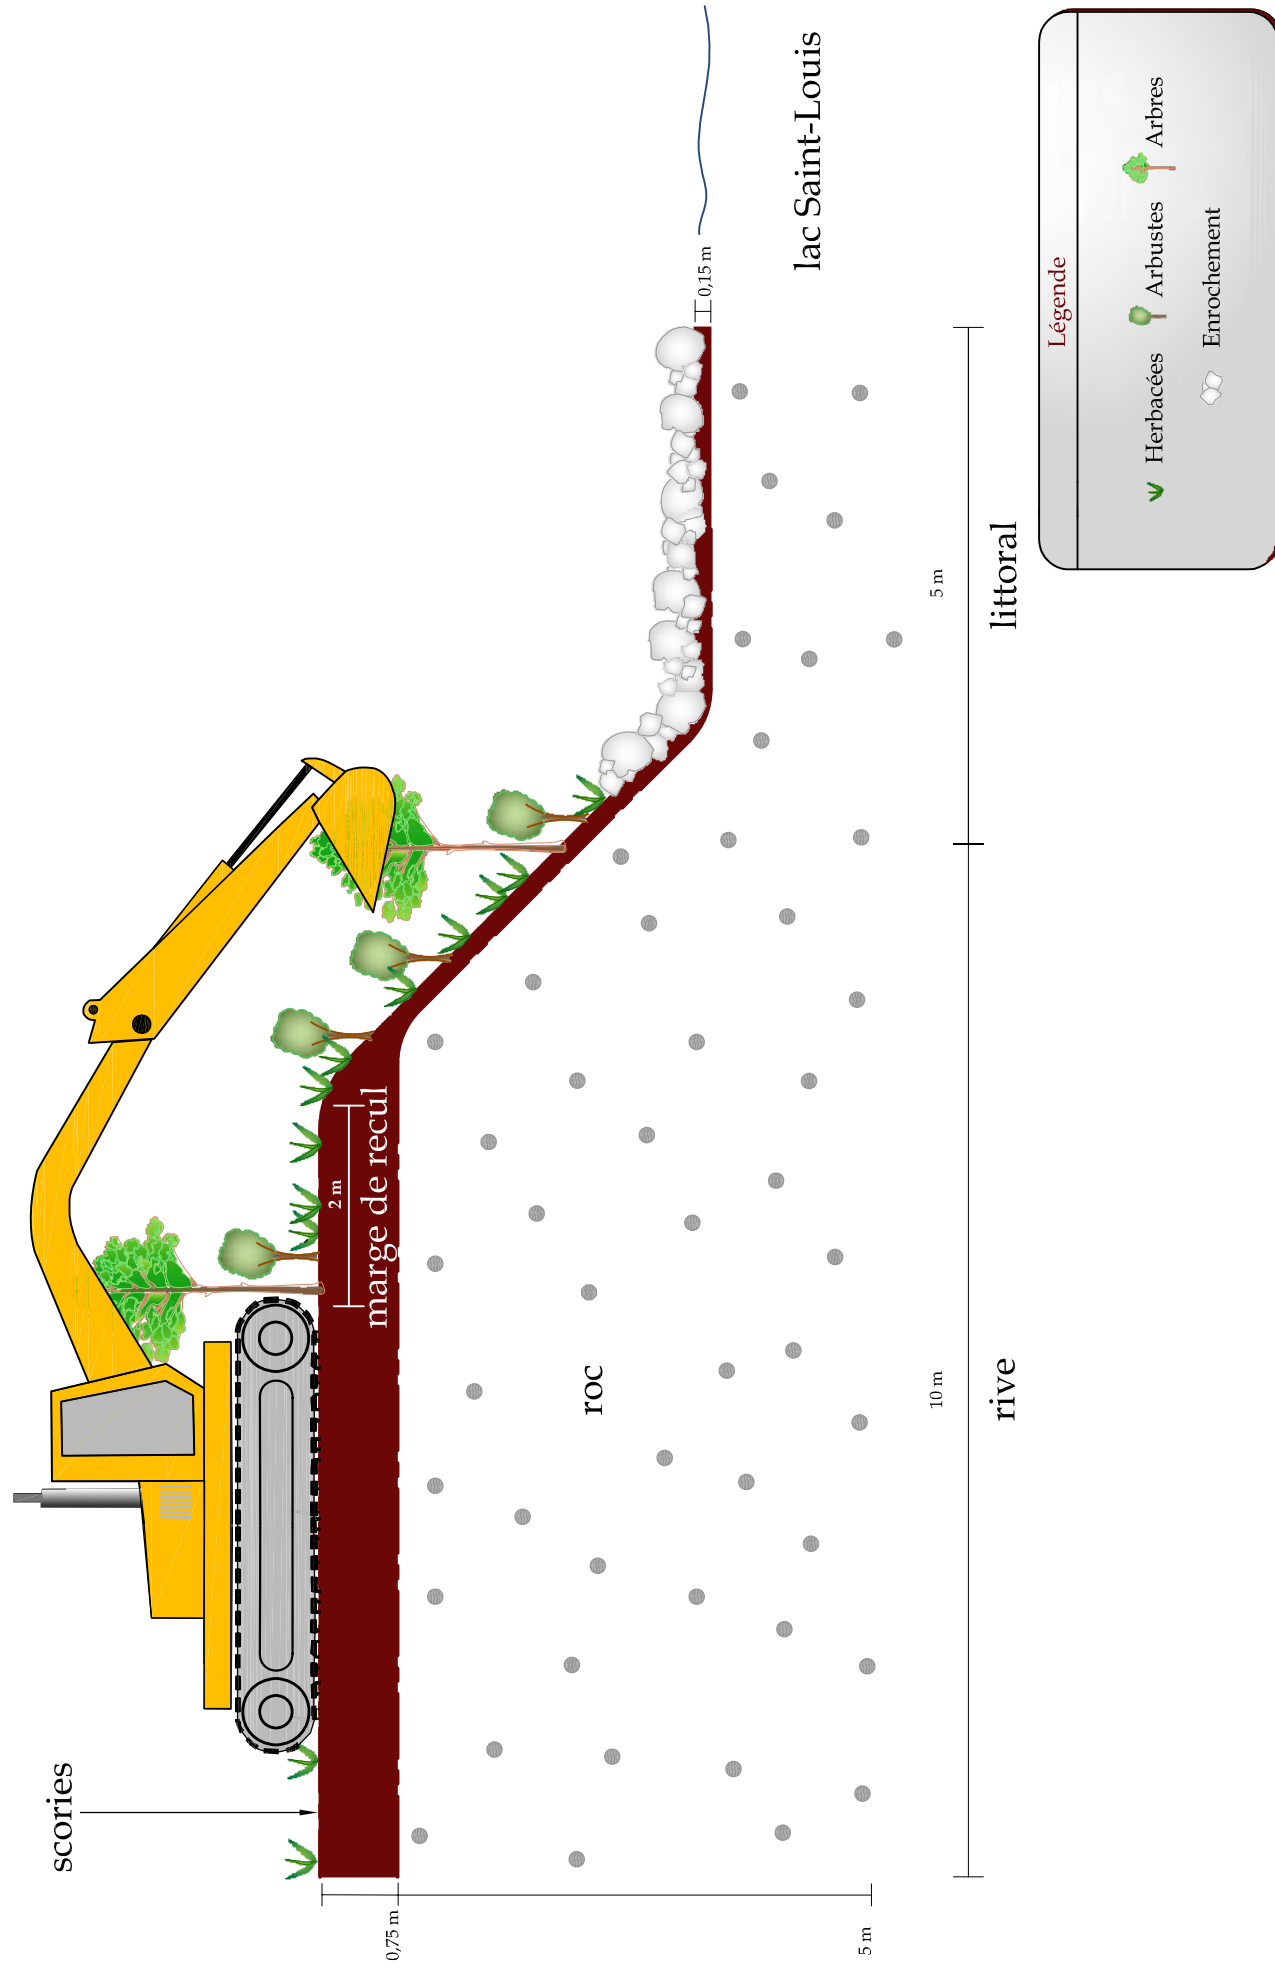 scories
0,75 m
5 m
2 m
marge de recul
roc
0,15 m
lac Saint-Louis
10 m
5 m
rive
littoral
Légende
Herbacées
Arbustes
Arbres
Enrochement